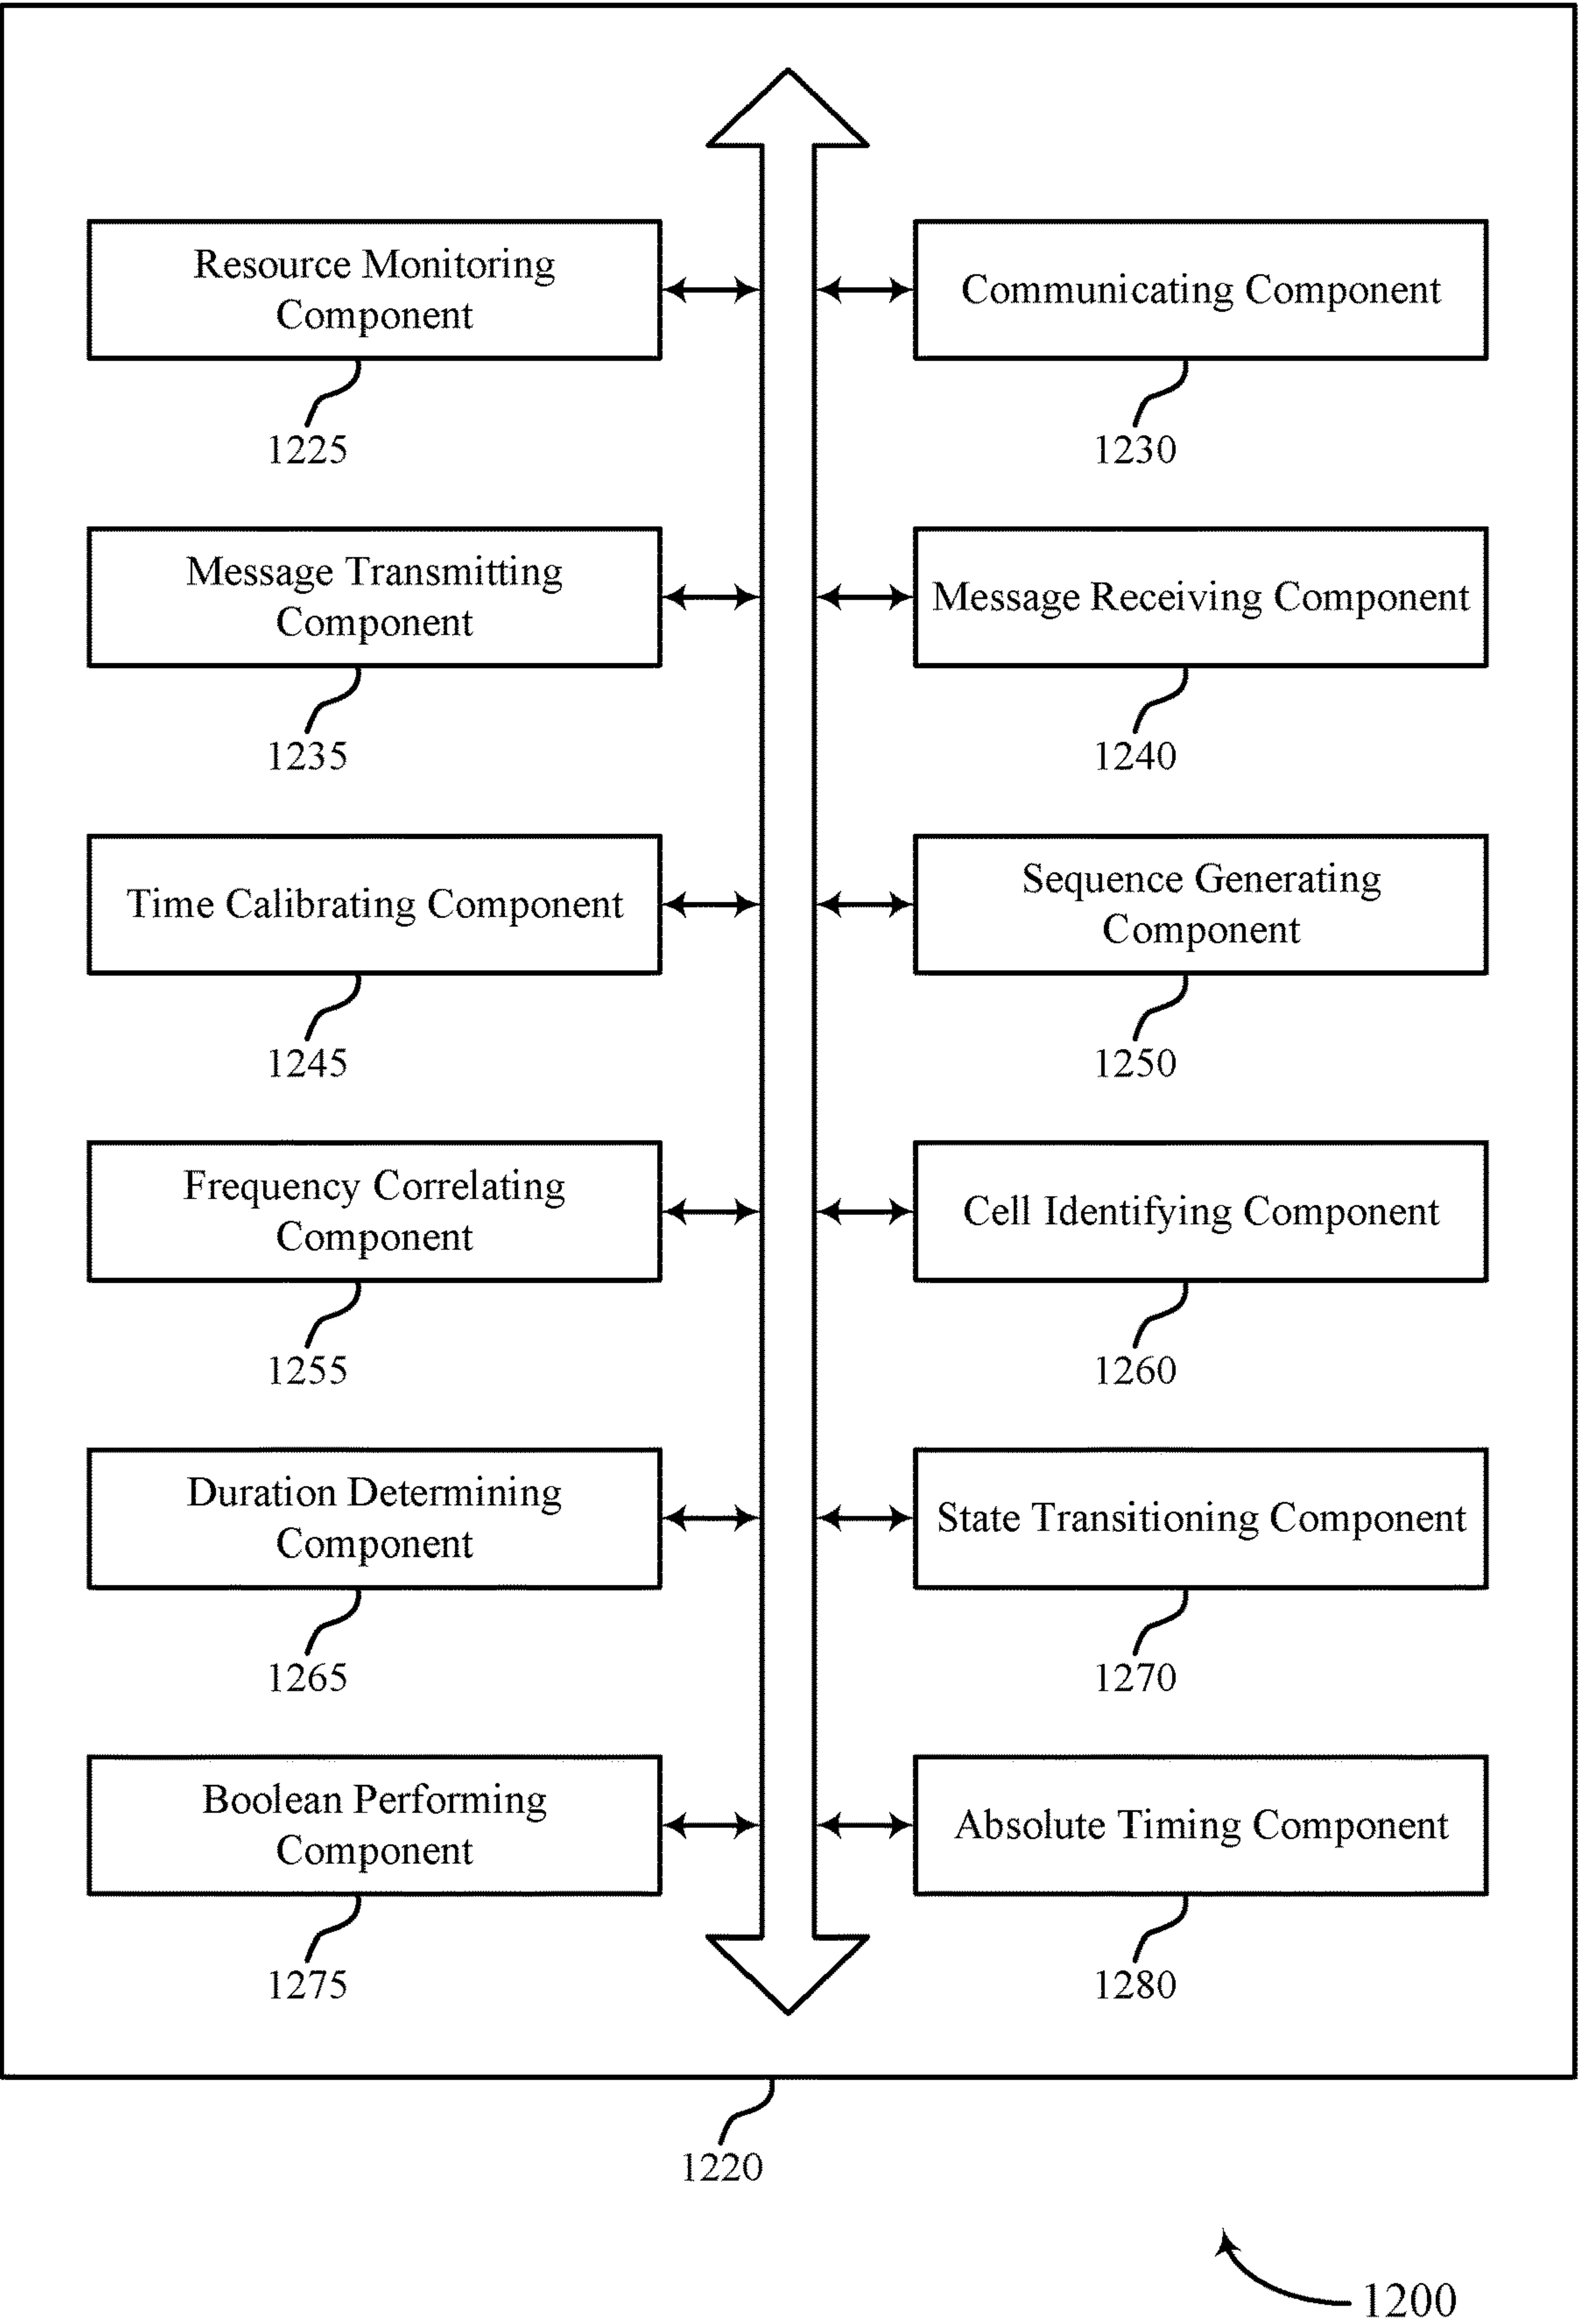 Resource Monitoring
Component
1225
Communicating Component
1230
Message Transmitting
Component
1235
Message Receiving Component
1240
Time Calibrating Component
1245
Sequence Generating
Component
1250
Frequency Correlating
Component
1255
Cell Identifying Component
1260
Duration Determining
Component
1265
State Transitioning Component
1270
Boolean Performing
Component
1275
Absolute Timing Component
1280
1220
1200